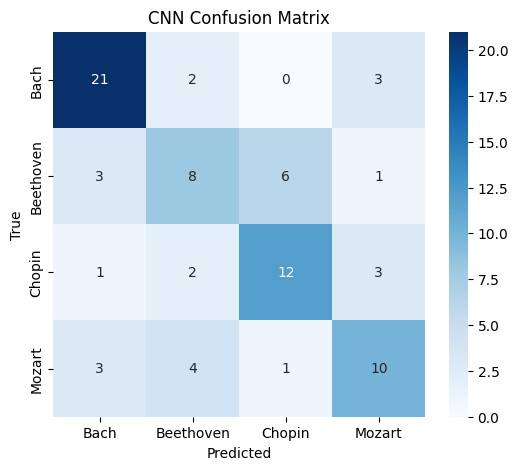 CNN Confusion Matrix
True
Bach 21 2 0 3
Beethoven 3 8 6 1
Chopin 1 2 12 3
Mozart 3 4 1 10
Bach Beethoven Chopin Mozart
Predicted
20.0
17.5
15.0
12.5
10.0
7.5
5.0
2.5
0.0